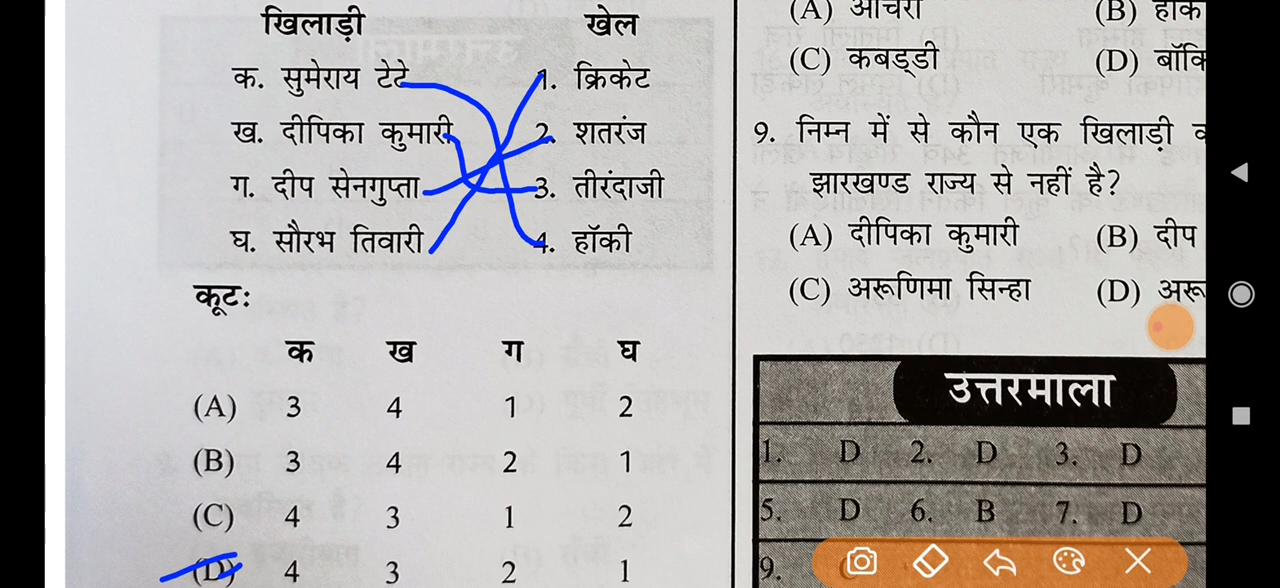 खिलाड़ी खेल
क. सुमेराय टेटे 1. क्रिकेट
ख. दीपिका कुमारी 2. शतरंज
ग. दीप सेनगुप्ता 3. तीरंदाजी
घ. सौरभ तिवारी 4. हॉकी
कूटः
क ख ग घ
(A) 3 4 1 2
(B) 3 4 2 1
(C) 4 3 1 2
(D) 4 3 2 1
(A) (B)
(C) कबड्डी (D)
9. निम्न में से कौन एक खिलाड़ी
झारखण्ड राज्य से नहीं है?
(A) दीपिका कुमारी (B) दीप
(C) अरूणिमा सिन्हा (D)
उत्तरमाला
1. D 2. D 3. D
5. D 6. B 7. D
9.